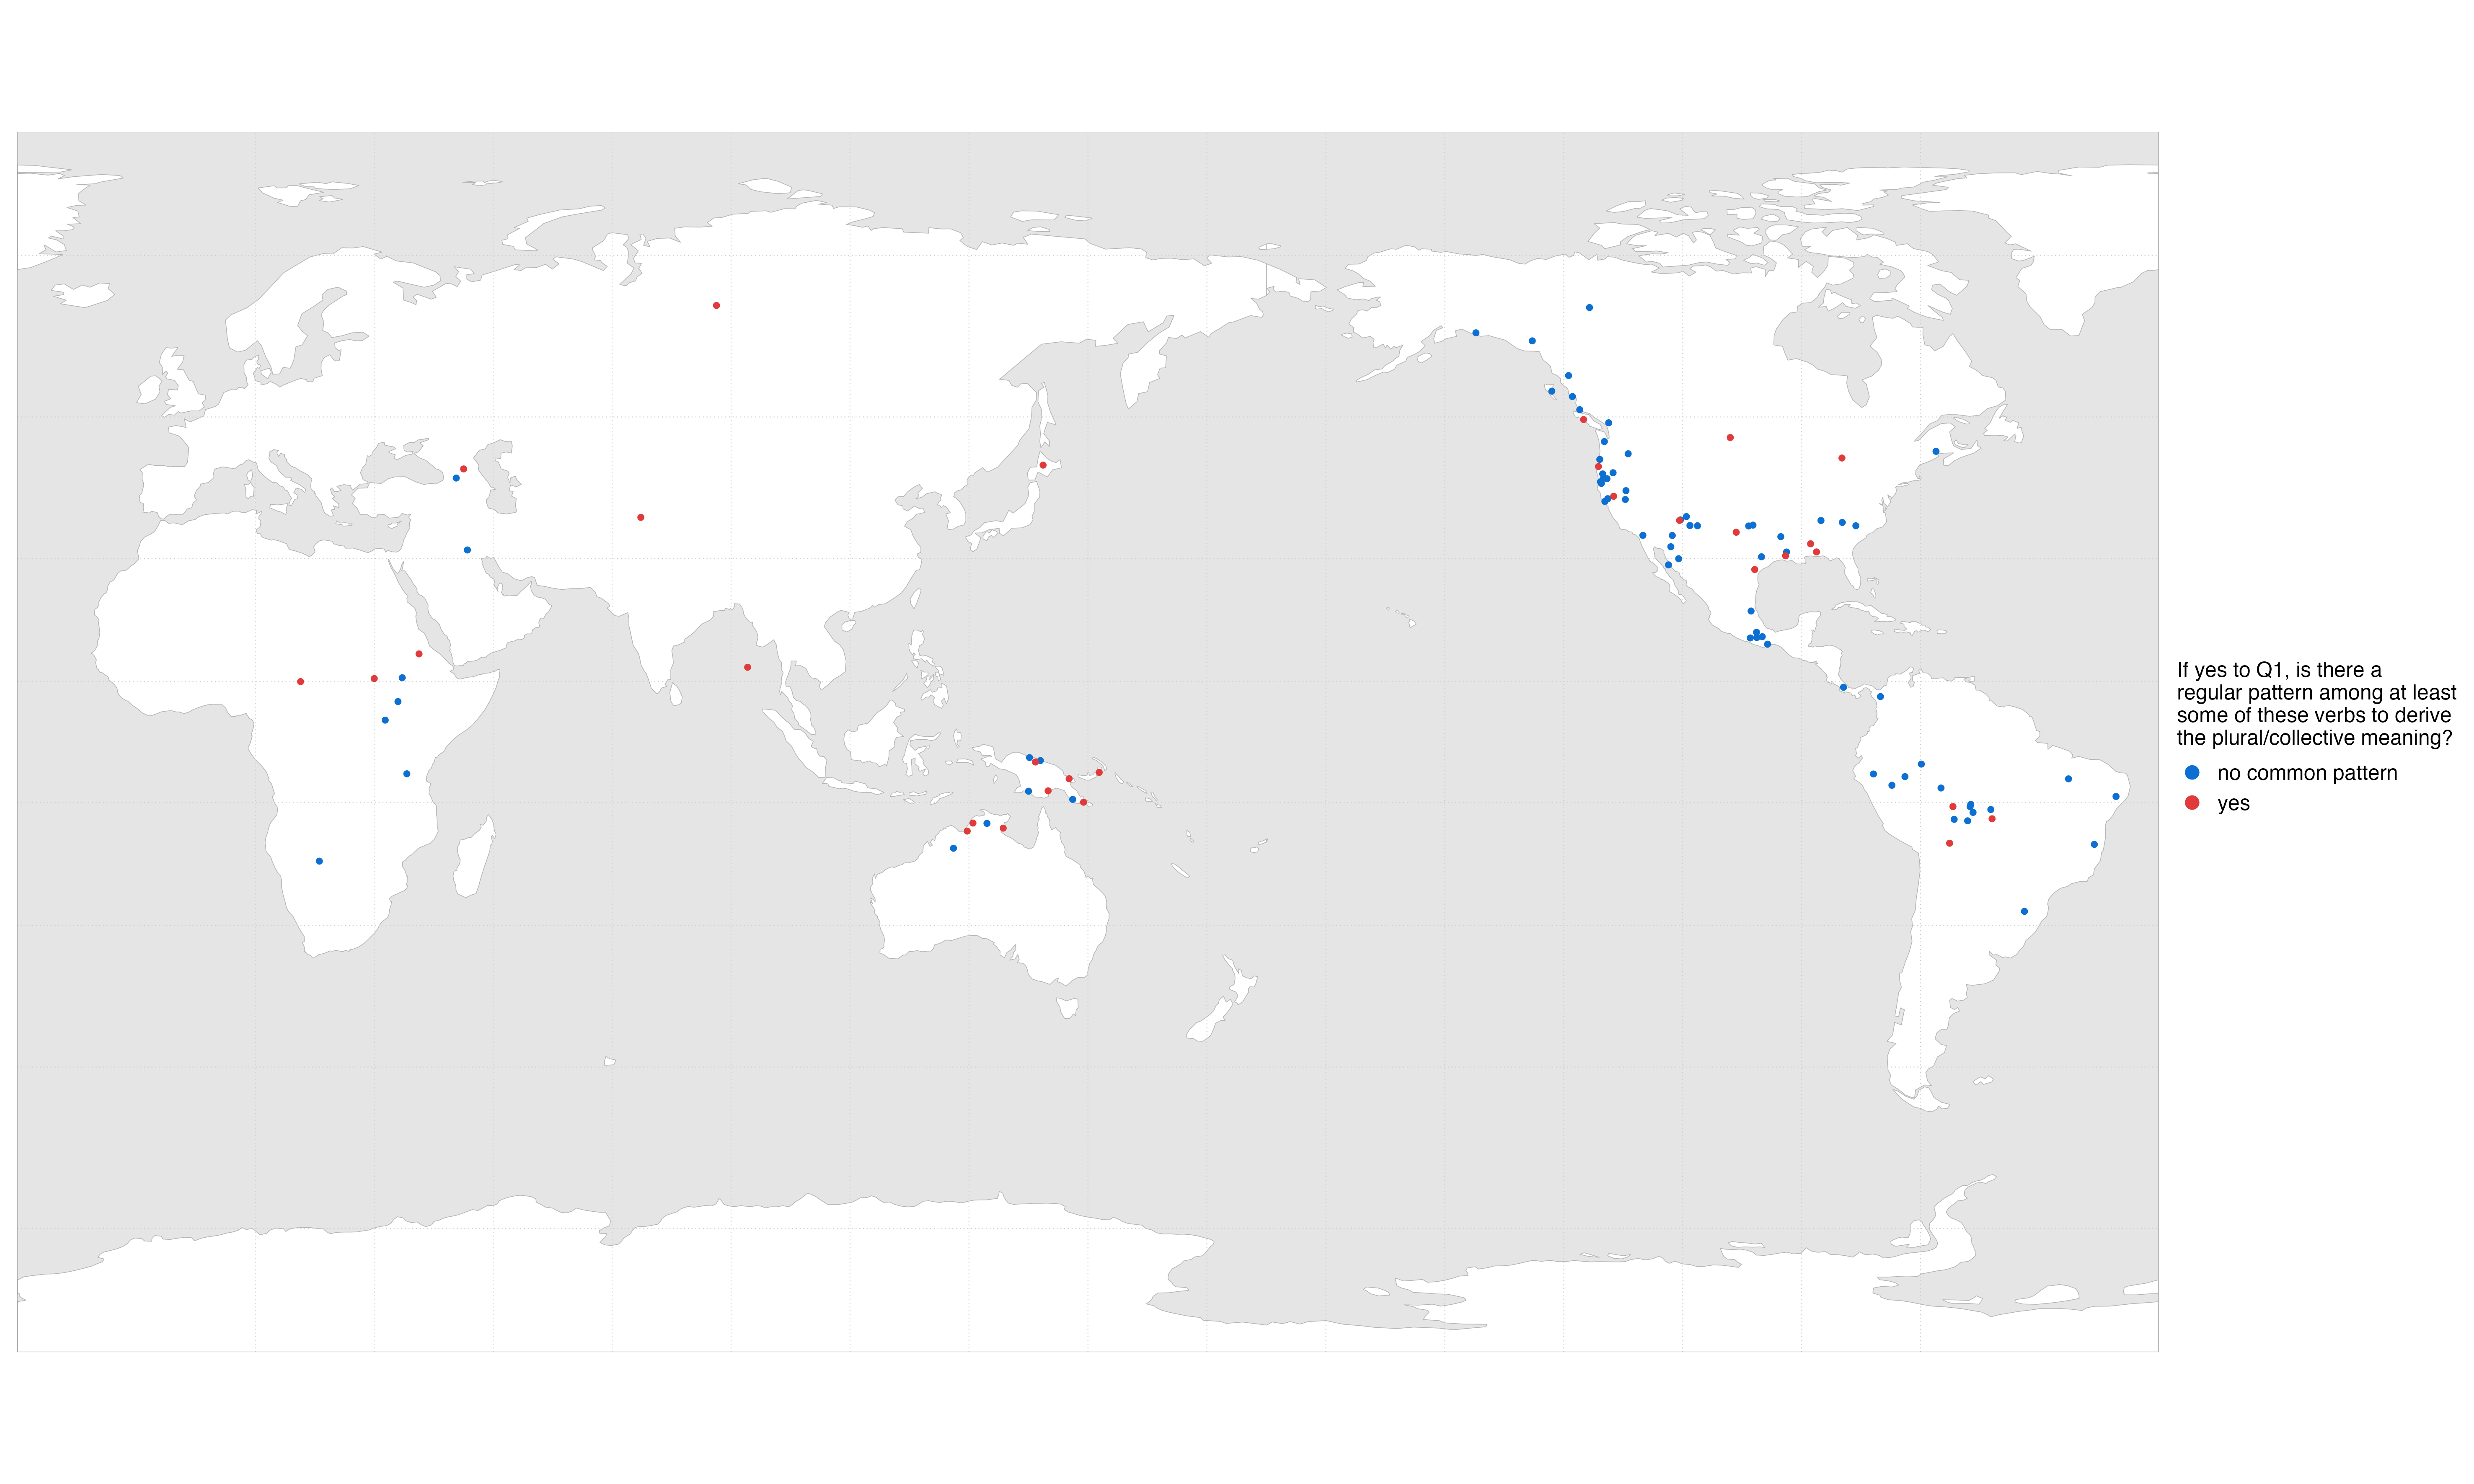 If yes to Q1, is there a
regular pattern among at least
some of these verbs to derive
the plural/collective meaning?
no common pattern
yes